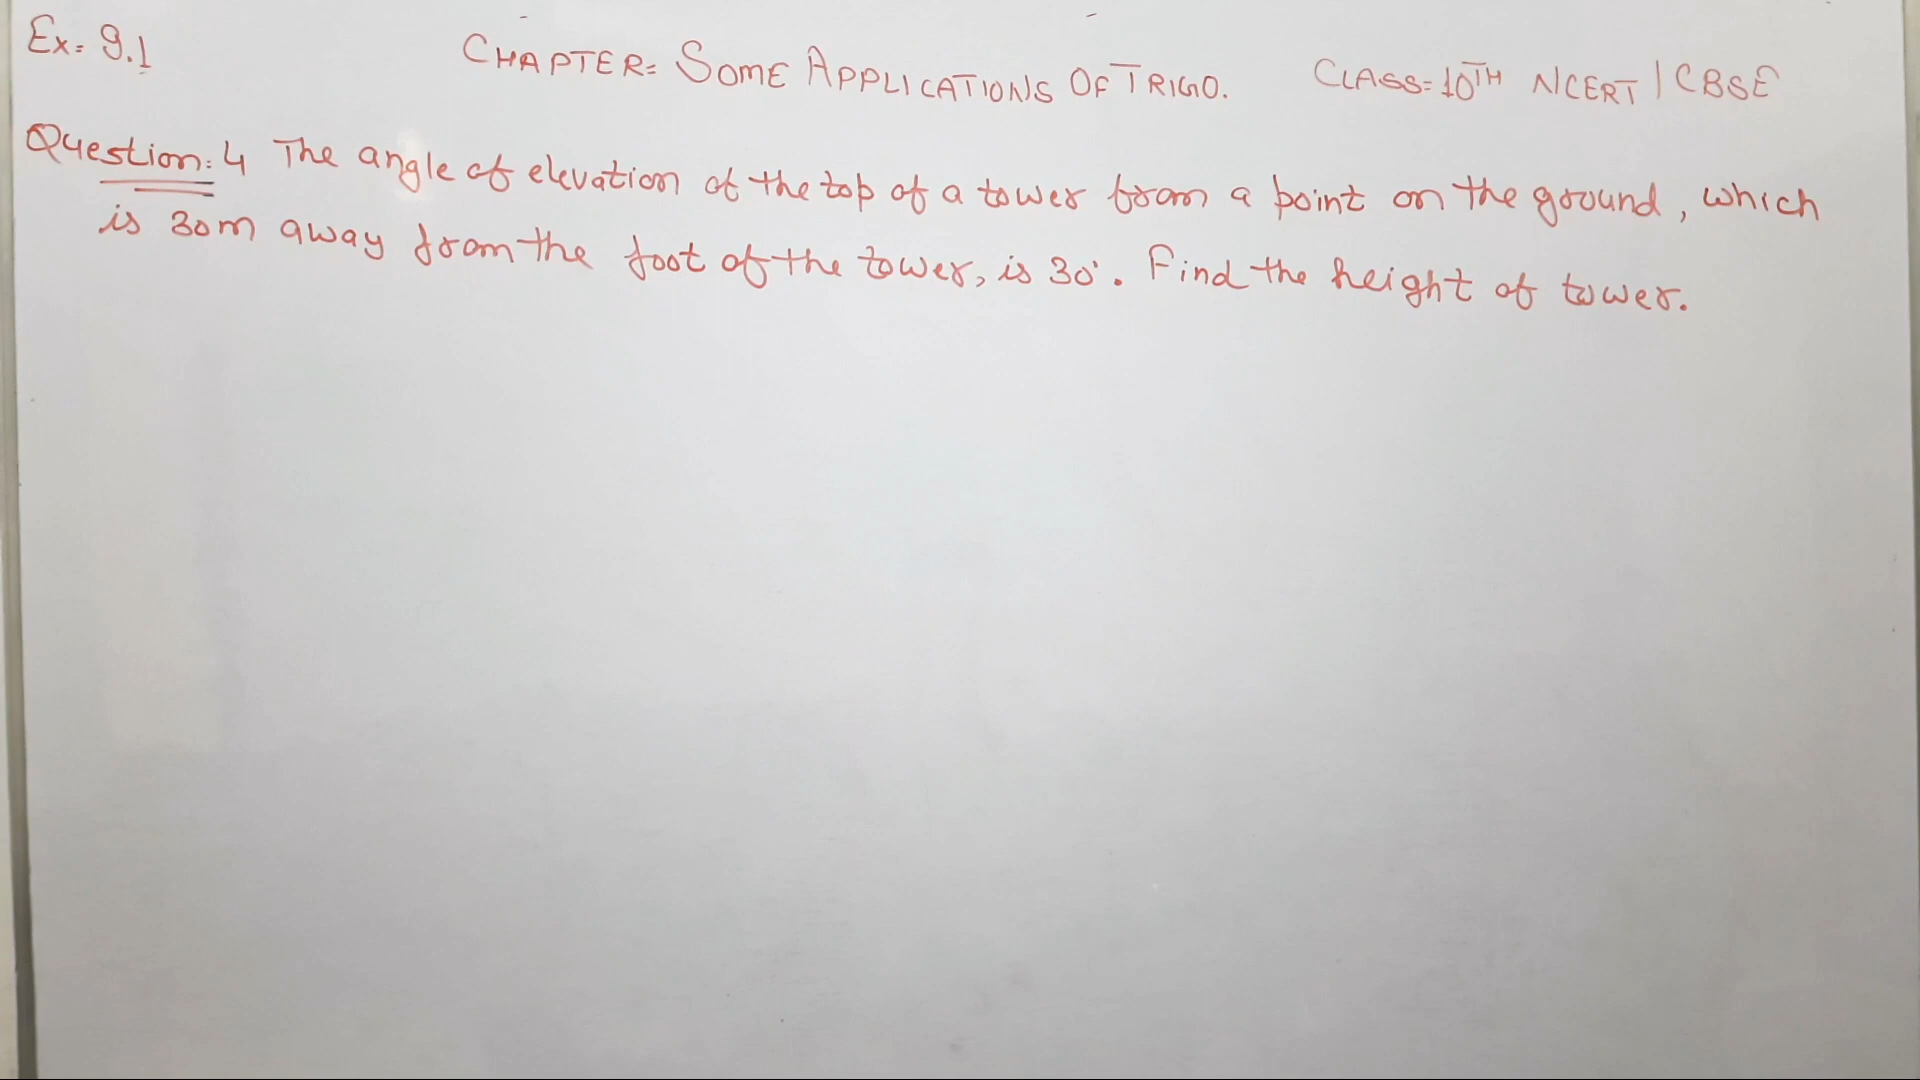 Ex= 9.1 CHAPTER= SOME APPLICATIONS OF TRIGO. CLASS=10TH NCERT | CBSE
Question:4 The angle of elevation of the top of a tower from a point on the ground, which
is 30m away from the foot of the tower, is 30°. Find the height of tower.